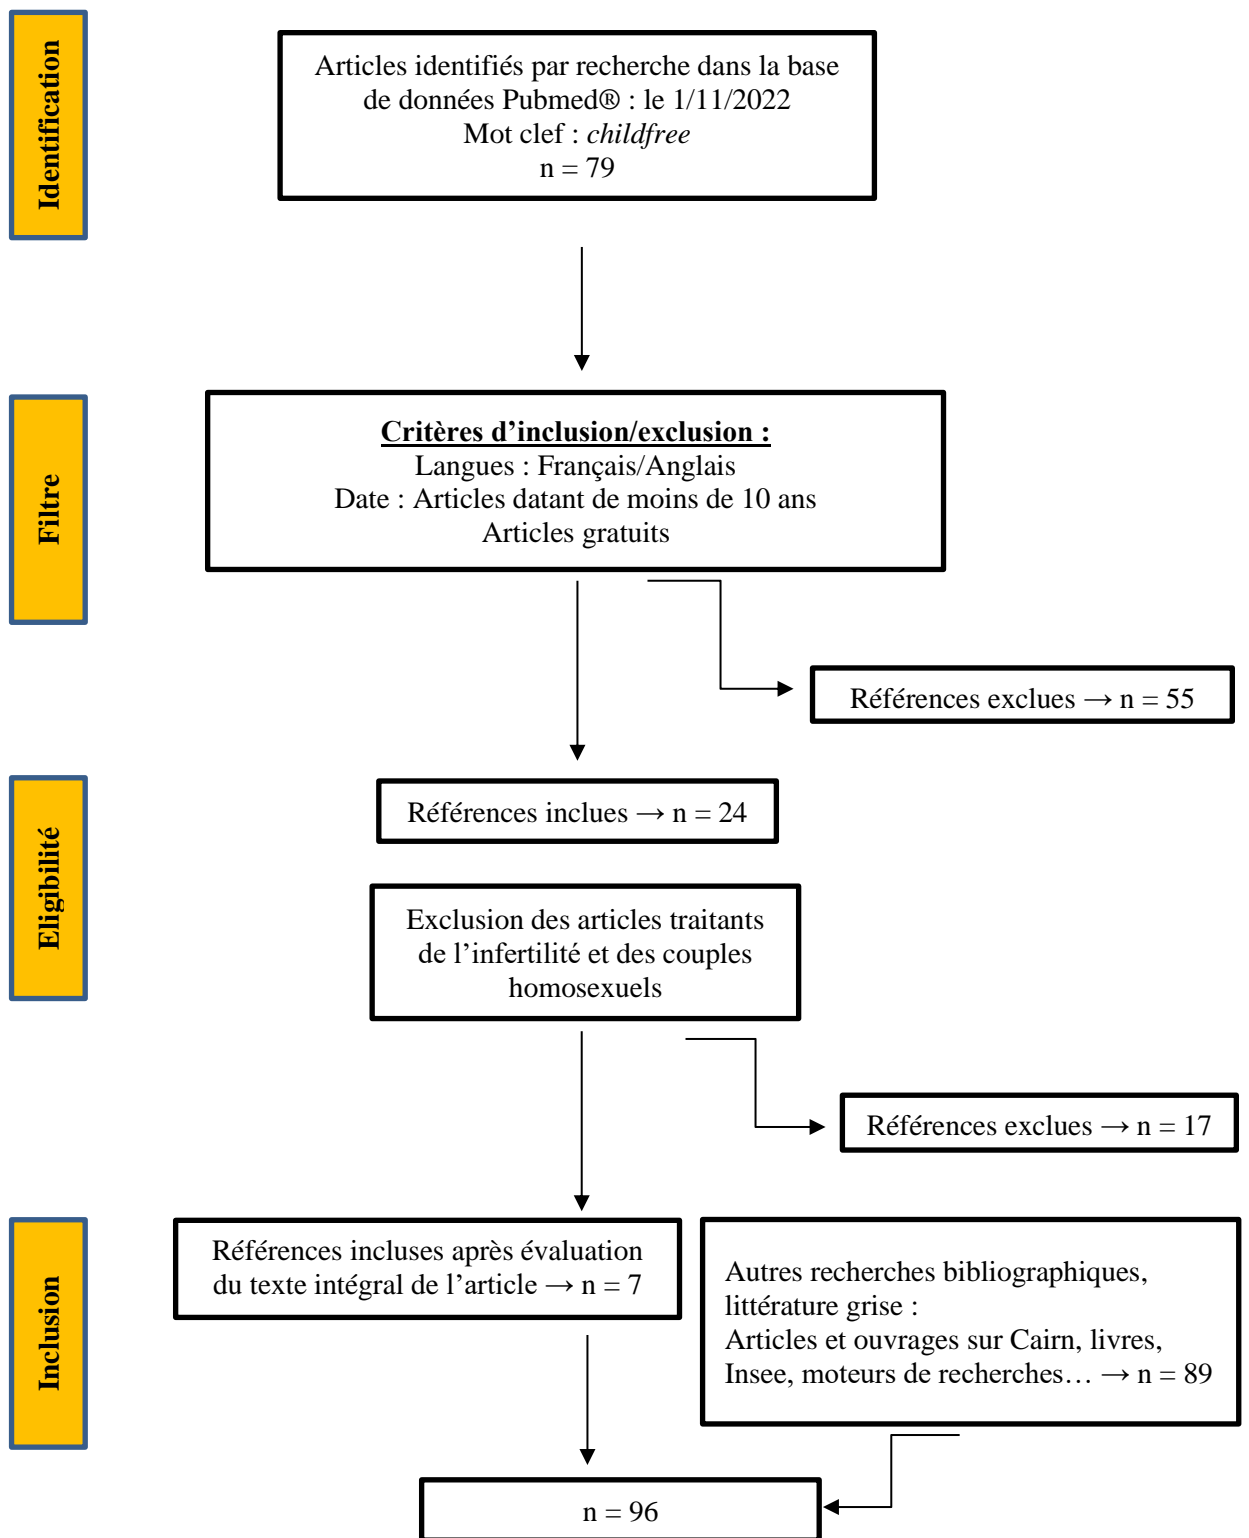 Identification
Articles identifiés par recherche dans la base
de données Pubmed® : le 1/11/2022
Mot clef : childfree
n = 79
Filtre
Critères d’inclusion/exclusion :
Langues : Français/Anglais
Date : Articles datant de moins de 10 ans
Articles gratuits
Références exclues → n = 55
Eligibilité
Références inclues → n = 24
Exclusion des articles traitants
de l’infertilité et des couples
homosexuels
Références exclues → n = 17
Inclusion
Références incluses après évaluation
du texte intégral de l’article → n = 7
Autres recherches bibliographiques,
littérature grise :
Articles et ouvrages sur Cairn, livres,
Insee, moteurs de recherches… → n = 89
n = 96